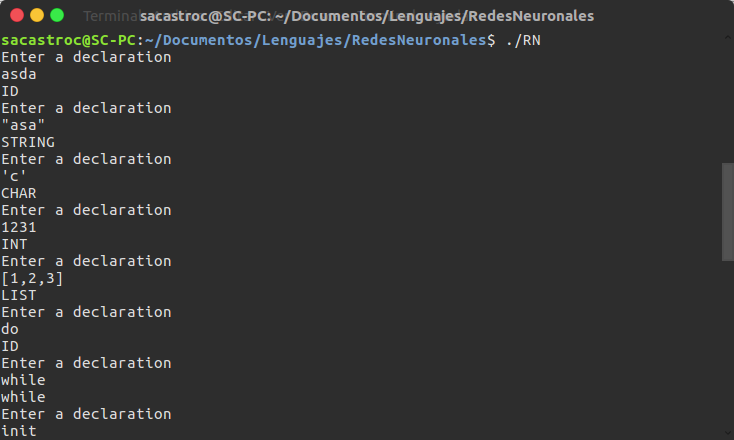 sacastroc@SC-PC: ~/Documentos/Lenguajes/RedesNeuronales
sacastroc@SC-PC:~/Documentos/Lenguajes/RedesNeuronales$ ./RN
Enter a declaration
asda
ID
Enter a declaration
"asa"
STRING
Enter a declaration
'c'
CHAR
Enter a declaration
1231
INT
Enter a declaration
[1,2,3]
LIST
Enter a declaration
do
ID
Enter a declaration
while
while
Enter a declaration
init